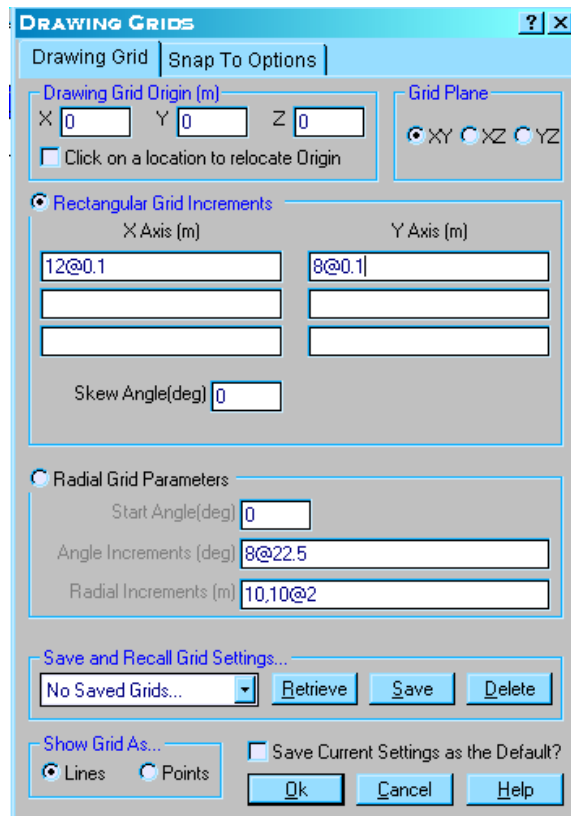 DRAWING GRIDS
Drawing Grid Snap To Options
Drawing Grid Origin (m)
X 0 Y 0 Z 0
Click on a location to relocate Origin
Grid Plane
XY XZ YZ
Rectangular Grid Increments
X Axis (m) Y Axis (m)
12@0.1 8@0.1
Skew Angle(deg) 0
Radial Grid Parameters
Start Angle(deg) 0
Angle Increments (deg) 8@22.5
Radial Increments (m) 10,10@2
Save and Recall Grid Settings...
No Saved Grids... Retrieve Save Delete
Show Grid As...
Lines Points
Save Current Settings as the Default?
Ok Cancel Help